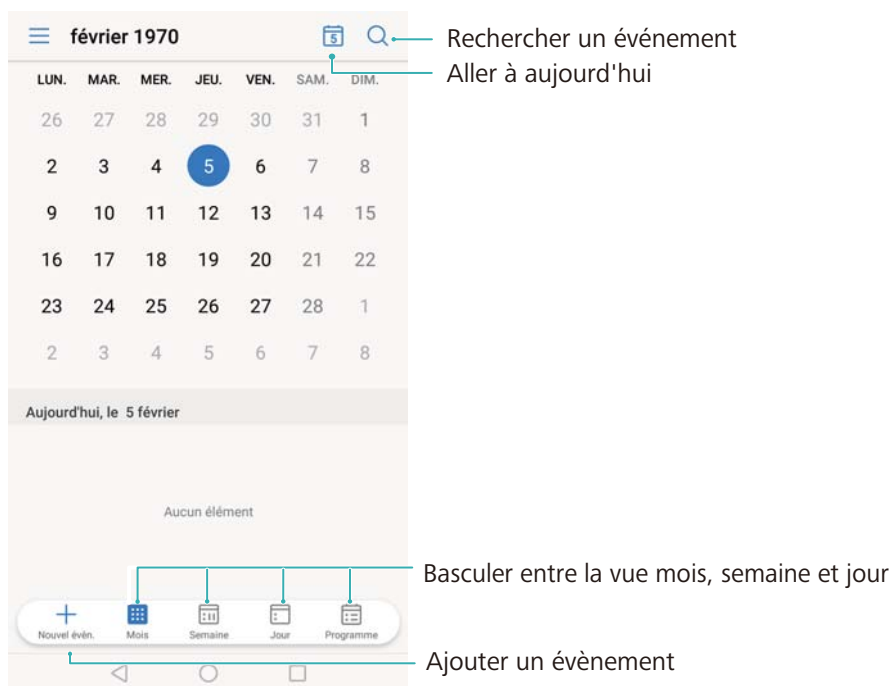 février 1970
5
Rechercher un événement
Aller à aujourd'hui
LUN. MAR. MER. JEU. VEN. SAM. DIM.
26 27 28 29 30 31 1
2 3 4 5 6 7 8
9 10 11 12 13 14 15
16 17 18 19 20 21 22
23 24 25 26 27 28 1
2 3 4 5 6 7 8
Aujourd'hui, le 5 février
Aucun élément
Basculer entre la vue mois, semaine et jour
Nouvel évèn. Mois Semaine Jour Programme
Ajouter un évènement